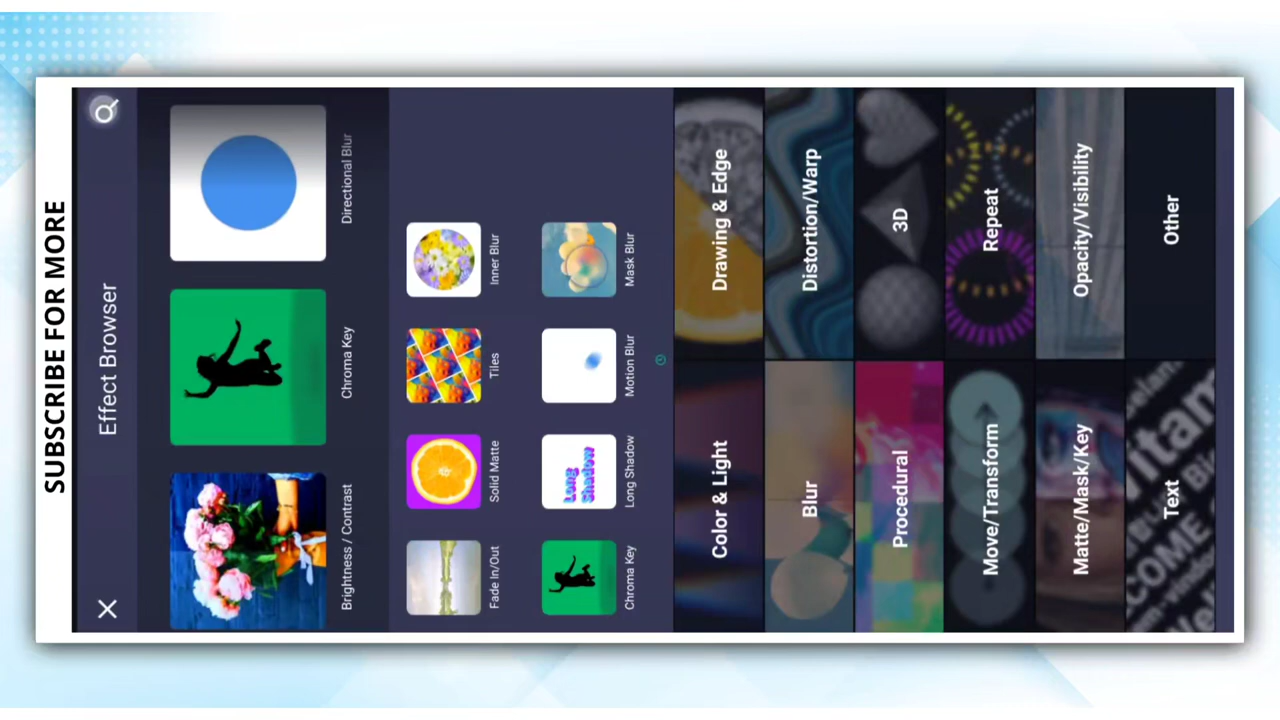 SUBSCRIBE FOR MORE
Effect Browser
Brightness / Contrast
Chroma Key
Directional Blur
Fade In/Out
Solid Matte
Tiles
Inner Blur
Long
Shadow
Chroma Key
Long Shadow
Motion Blur
Mask Blur
Color & Light
Drawing & Edge
Blur
Distortion/Warp
Procedural
3D
Move/Transform
Repeat
Matte/Mask/Key
Opacity/Visibility
Text
Other